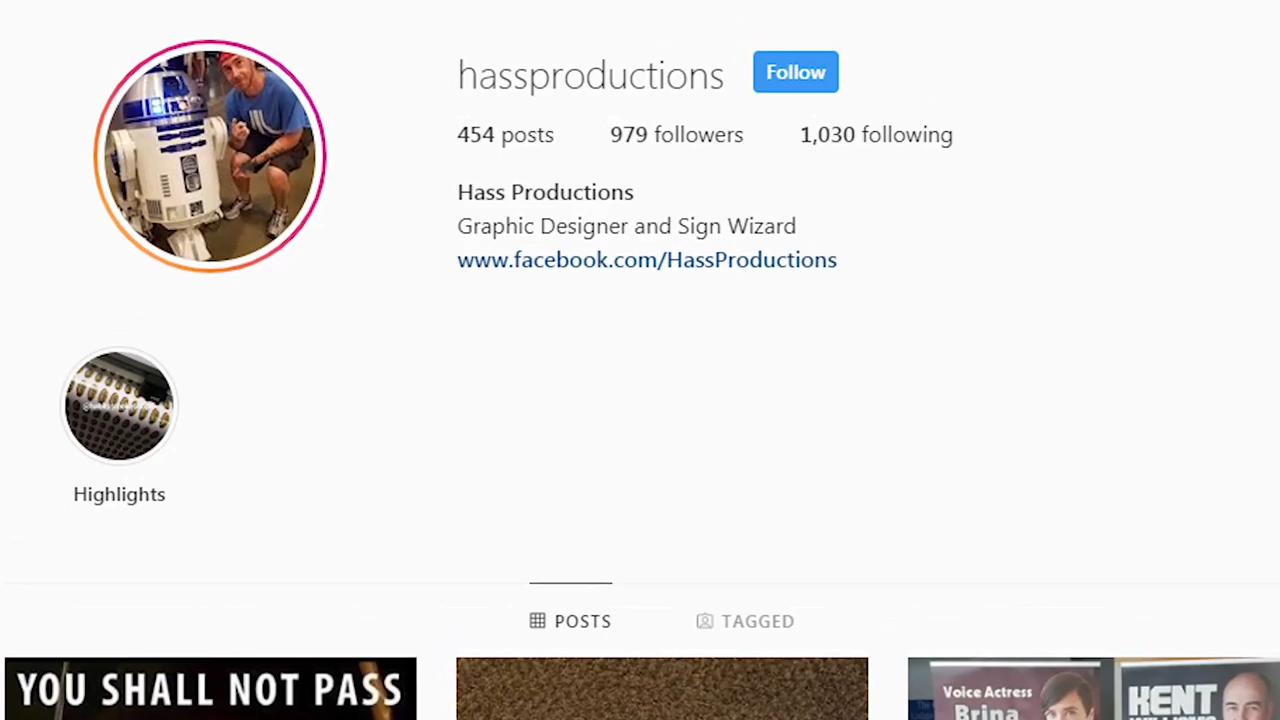 hassproductions Follow
454 posts 979 followers 1,030 following
Hass Productions
Graphic Designer and Sign Wizard
www.facebook.com/HassProductions
Highlights
POSTS TAGGED
YOU SHALL NOT PASS
Voice Actress
Brina
KENT